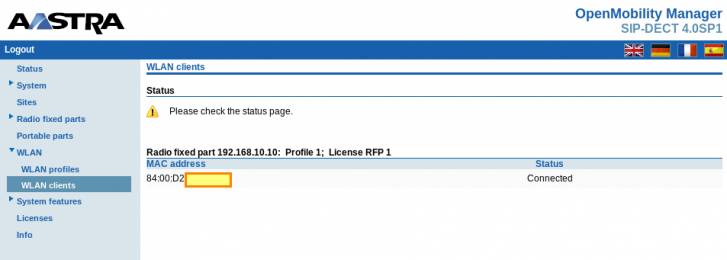 AASTRA
OpenMobility Manager
SIP-DECT 4.0SP1
Logout
Status
System
Sites
Radio fixed parts
Portable parts
WLAN
WLAN profiles
WLAN clients
System features
Licenses
Info
WLAN clients
Status
Please check the status page.
Radio fixed part 192.168.10.10: Profile 1; License RFP 1
MAC address Status
84:00:D2 Connected